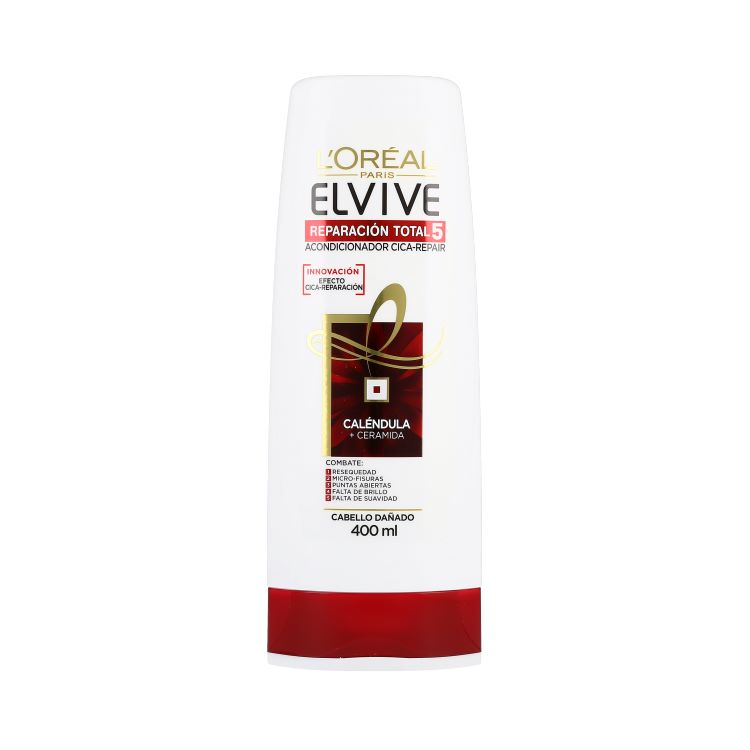 L'ORÉAL
PARIS
ELVIVE
REPARACIÓN TOTAL 5
ACONDICIONADOR CICA-REPAIR
INNOVACIÓN
EFECTO
CICA-REPARACIÓN
CALÉNDULA
+ CERAMIDA
COMBATE:
1 RESEQUEDAD
2 MICRO-FISURAS
3 PUNTAS ABIERTAS
4 FALTA DE BRILLO
5 FALTA DE SUAVIDAD
CABELLO DAÑADO
400 ml